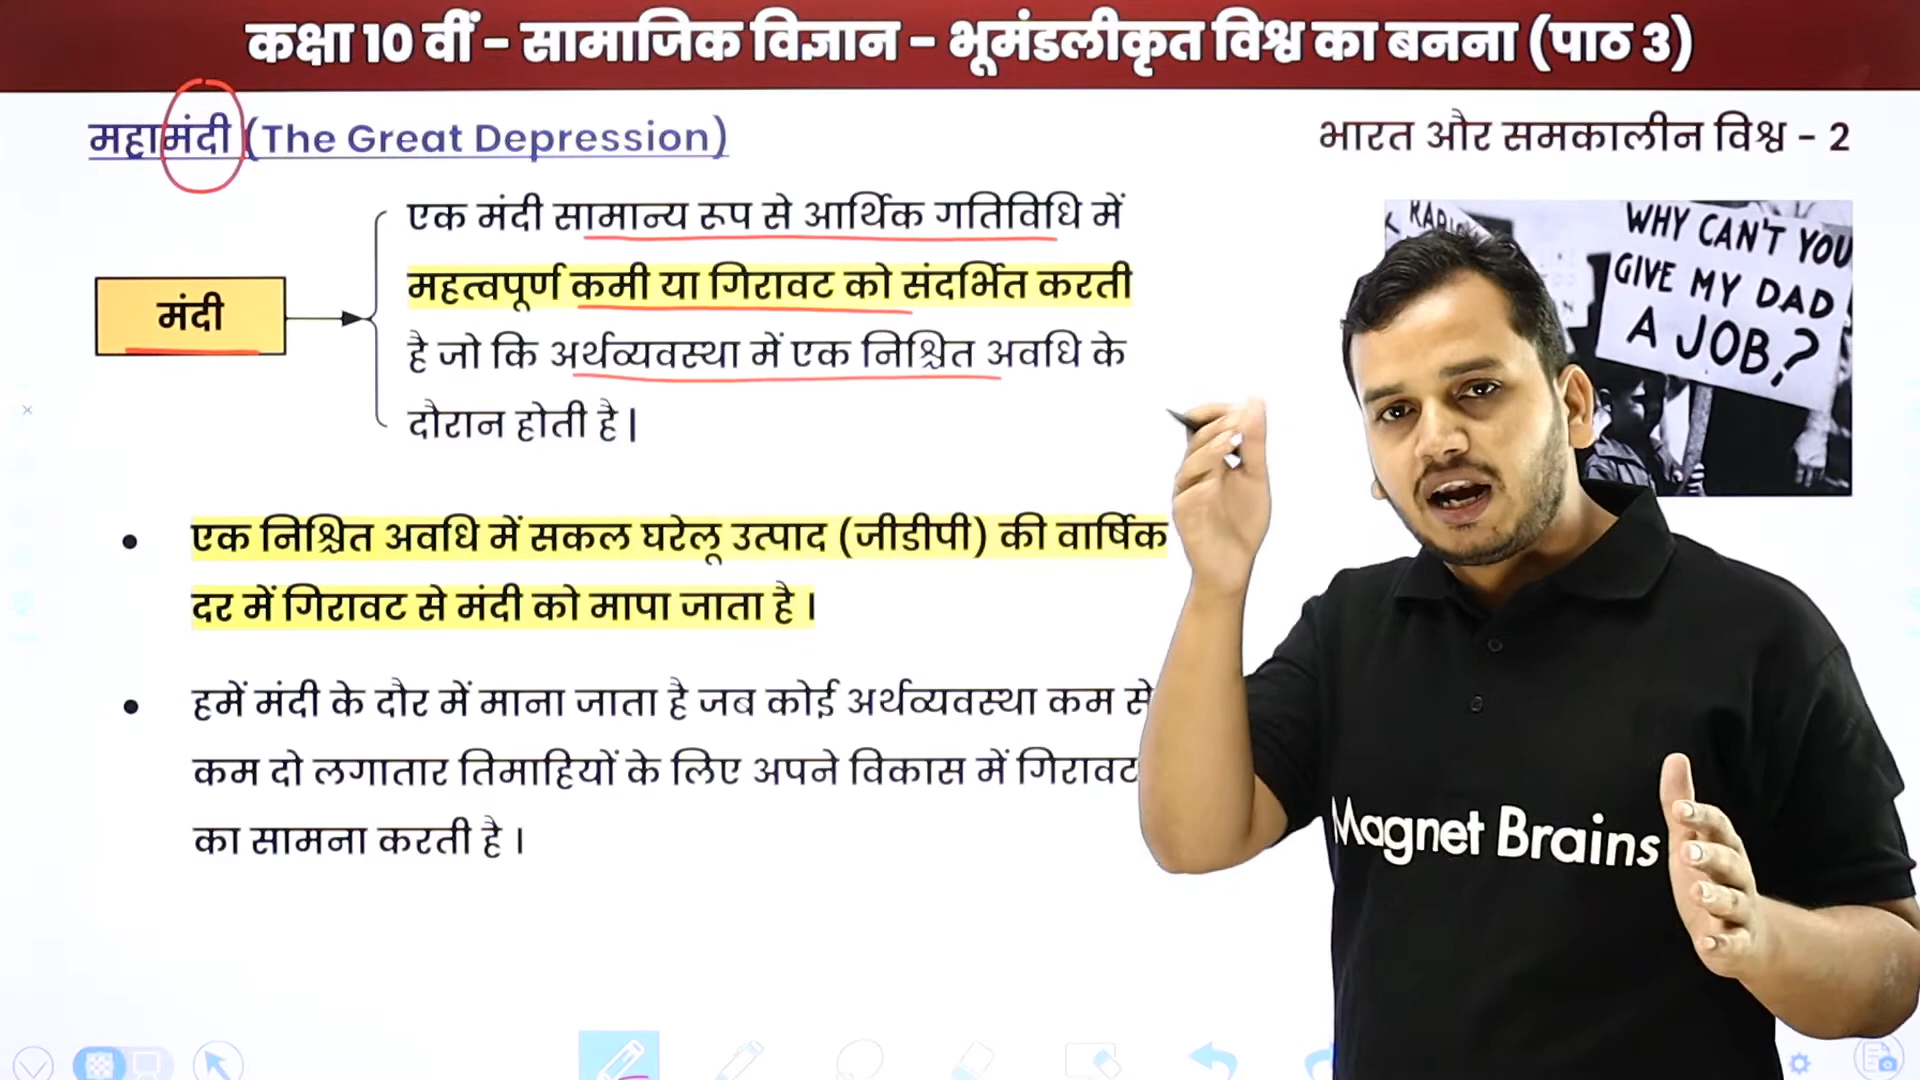 कक्षा 10 वीं - सामाजिक विज्ञान - भूमंडलीकृत विश्व का बनना (पाठ 3)
महामंदी (The Great Depression)
भारत और समकालीन विश्व - 2
मंदी
एक मंदी सामान्य रूप से आर्थिक गतिविधि में
महत्वपूर्ण कमी या गिरावट को संदर्भित करती
है जो कि अर्थव्यवस्था में एक निश्चित अवधि के
दौरान होती है |
• एक निश्चित अवधि में सकल घरेलू उत्पाद (जीडीपी) की वार्षिक
दर में गिरावट से मंदी को मापा जाता है ।
• हमें मंदी के दौर में माना जाता है जब कोई अर्थव्यवस्था कम से
कम दो लगातार तिमाहियों के लिए अपने विकास में गिरावट
का सामना करती है ।
WHY CAN'T YOU
GIVE MY DAD
A JOB?
Magnet Brains